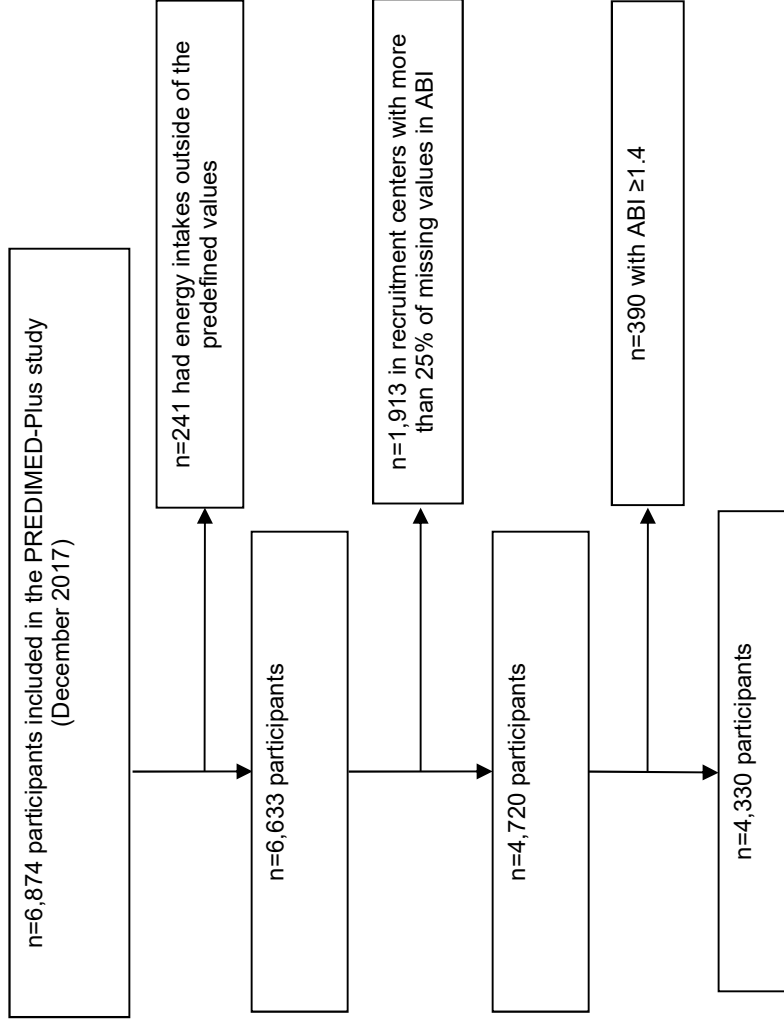 n=6,874 participants included in the PREDIMED-Plus study
(December 2017)
n=241 had energy intakes outside of the
predefined values
n=6,633 participants
n=1,913 in recruitment centers with more
than 25% of missing values in ABI
n=4,720 participants
n=390 with ABI ≥1.4
n=4,330 participants